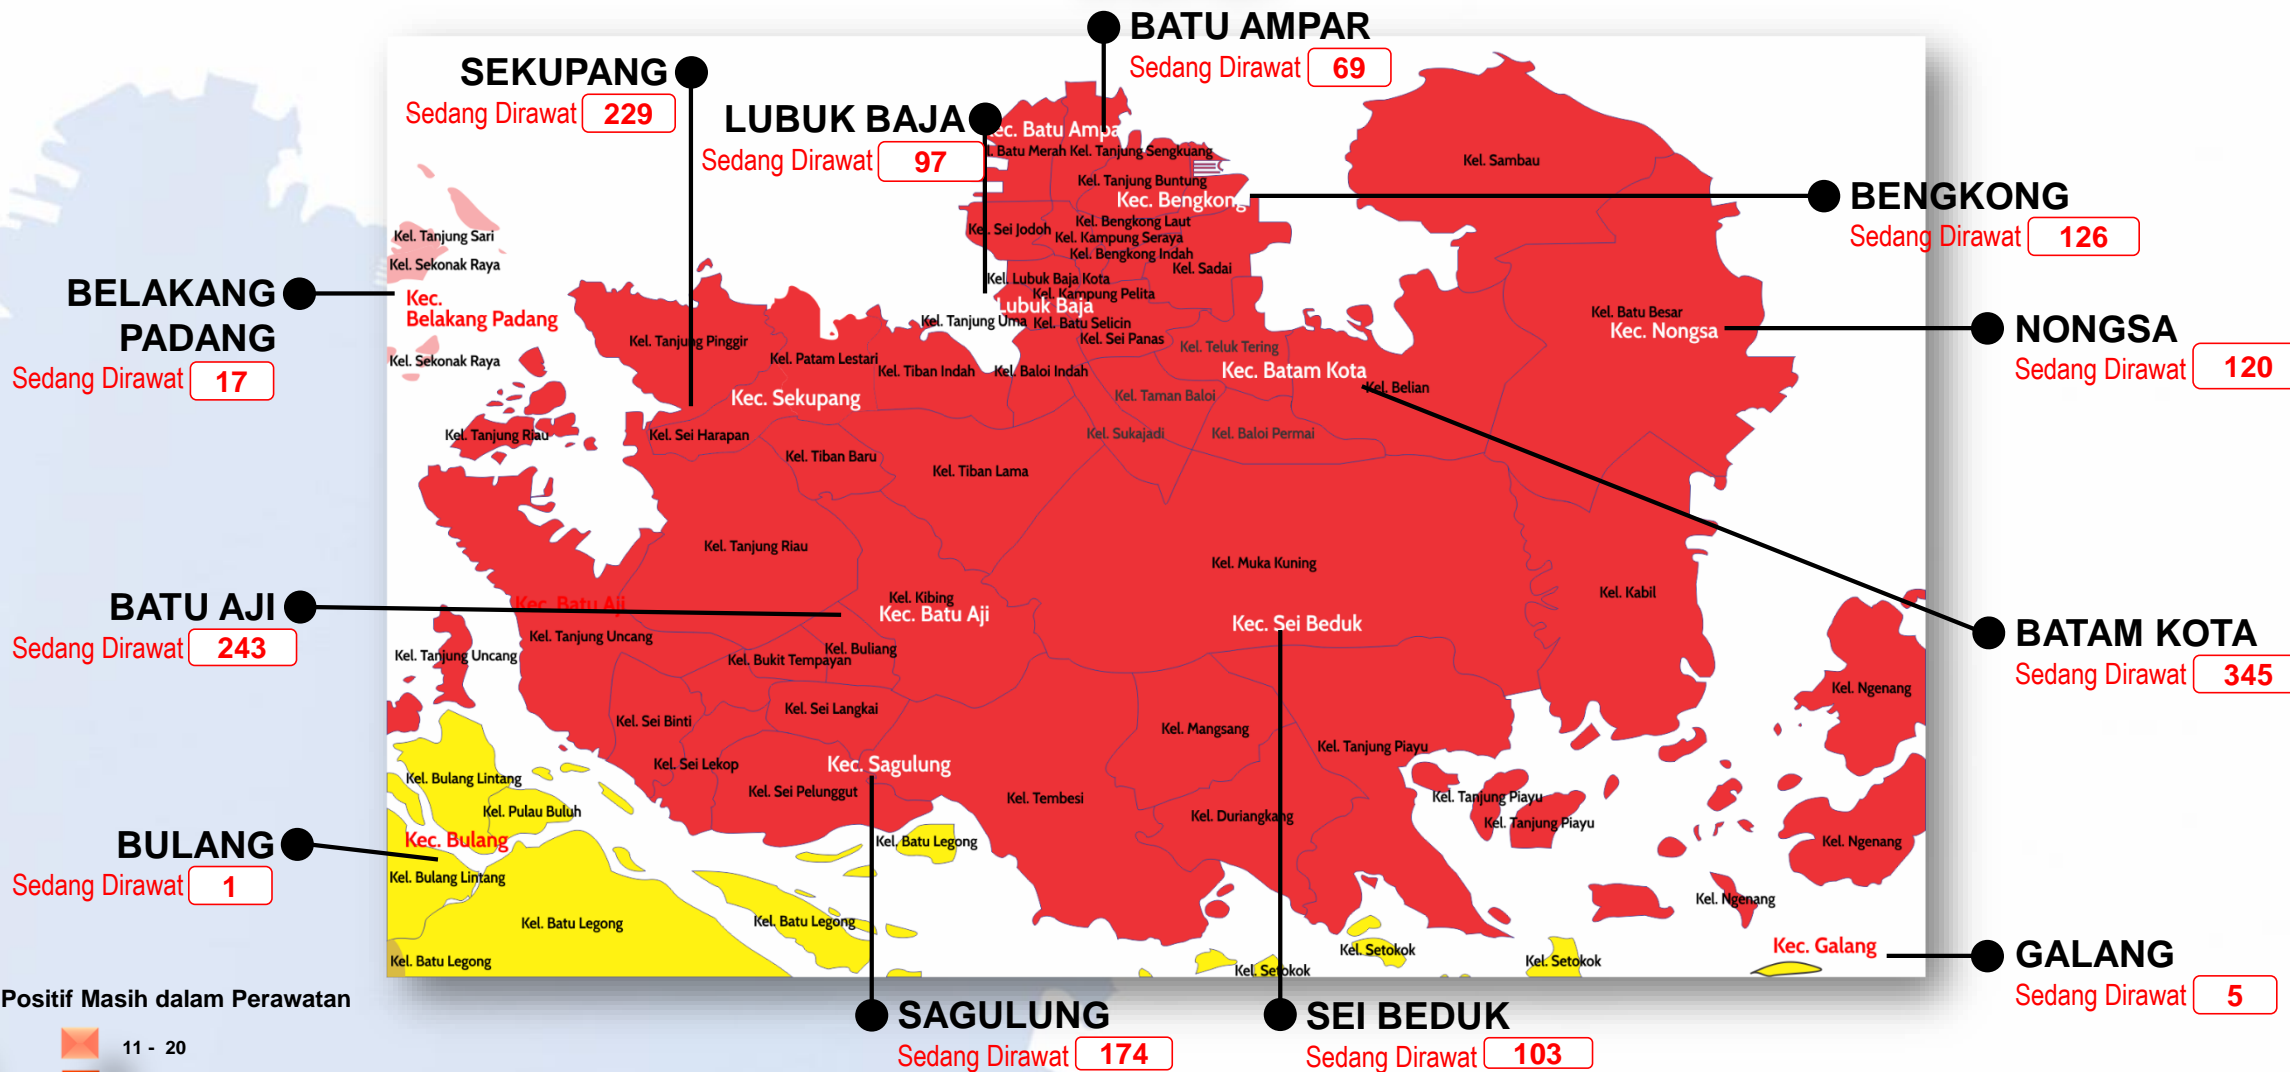 BATU AMPAR
Sedang Dirawat 69
SEKUPANG
Sedang Dirawat 229
LUBUK BAJA
Sedang Dirawat 97
BENGKONG
Sedang Dirawat 126
BELAKANG
PADANG
Sedang Dirawat 17
NONGSA
Sedang Dirawat 120
BATU AJI
Sedang Dirawat 243
BATAM KOTA
Sedang Dirawat 345
BULANG
Sedang Dirawat 1
GALANG
Sedang Dirawat 5
SAGULUNG
Sedang Dirawat 174
SEI BEDUK
Sedang Dirawat 103
Positif Masih dalam Perawatan
11 - 20
ec. Batu Ampa
l. Batu Merah Kel. Tanjung Sengkuang
Kel. Tanjung Buntung
Kec. Bengkong
Kel. Sei Jodoh
Kel. Bengkong Laut
Kel. Kampung Seraya
Kel. Bengkong Indah
Kel. Sadai
Kel. Lubuk Baja Kota
Kel. Kampung Pelita
Lubuk Baja
Kel. Tanjung Uma
Kel. Batu Selicin
Kel. Sei Panas
Kel. Teluk Tering
Kec. Batam Kota
Kel. Belian
Kel. Taman Baloi
Kel. Sukajadi
Kel. Baloi Permai
Kel. Sambau
Kel. Batu Besar
Kec. Nongsa
Kel. Kabil
Kel. Ngenang
Kel. Ngenang
Kel. Ngenang
Kel. Tanjung Sari
Kel. Sekonak Raya
Kec.
Belakang Padang
Kel. Sekonak Raya
Kel. Tanjung Riau
Kel. Tanjung Pinggir
Kel. Patam Lestari
Kel. Tiban Indah
Kel. Baloi Indah
Kec. Sekupang
Kel. Sei Harapan
Kel. Tiban Baru
Kel. Tiban Lama
Kel. Tanjung Riau
Kel. Muka Kuning
Kec. Sei Beduk
Kel. Kibing
Kec. Batu Aji
Kec. Batu Aji
Kel. Tanjung Uncang
Kel. Tanjung Uncang
Kel. Buliang
Kel. Bukit Tempayan
Kel. Sei Langkai
Kel. Sei Binti
Kel. Sei Lekop
Kec. Sagulung
Kel. Sei Pelunggut
Kel. Tembesi
Kel. Mangsang
Kel. Tanjung Piayu
Kel. Duriangkang
Kel. Tanjung Piayu
Kel. Tanjung Piayu
Kel. Bulang Lintang
Kel. Pulau Buluh
Kec. Bulang
Kel. Bulang Lintang
Kel. Batu Legong
Kel. Batu Legong
Kel. Batu Legong
Kel. Batu Legong
Kel. Setokok
Kel. Setokok
Kel. Setokok
Kec. Galang